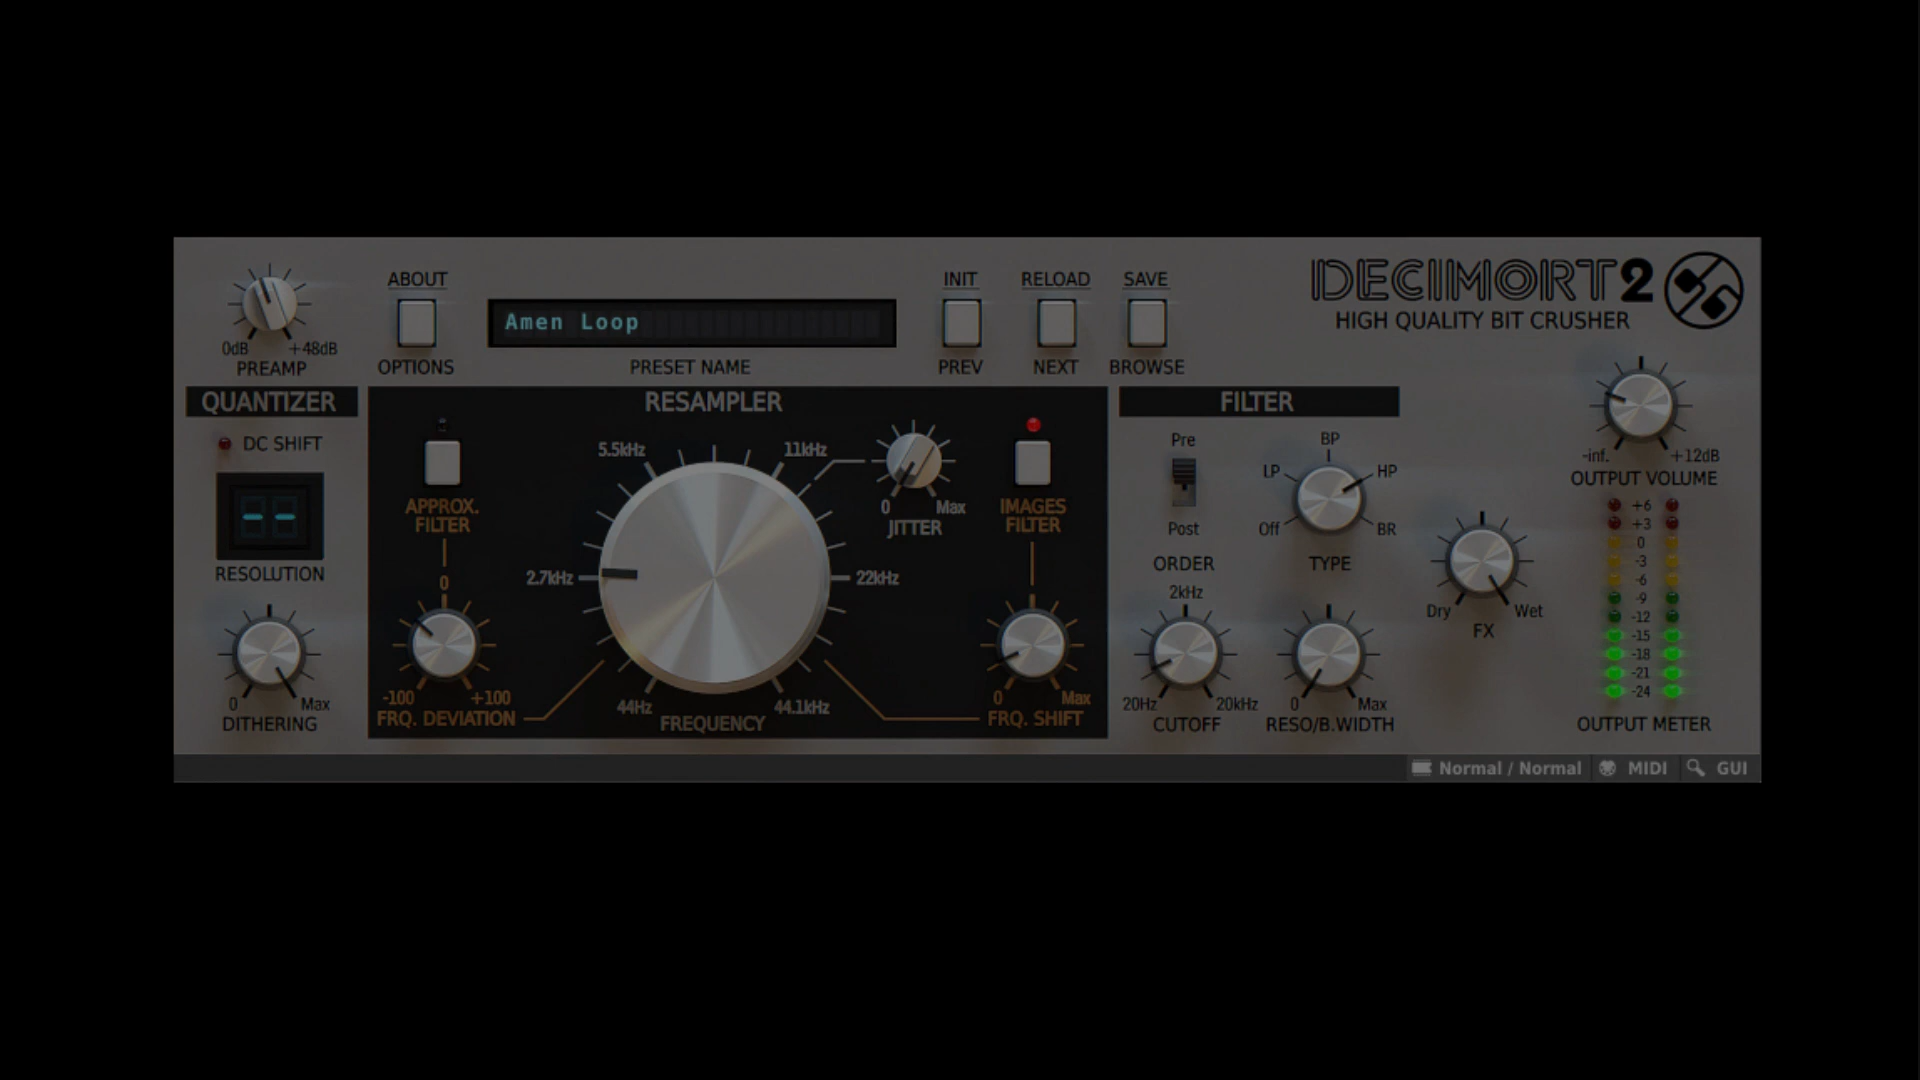 ABOUT
INIT
RELOAD
SAVE
DECIMORT 2
HIGH QUALITY BIT CRUSHER
Amen Loop
0dB
+48dB
PREAMP
OPTIONS
PRESET NAME
PREV
NEXT
BROWSE
QUANTIZER
DC SHIFT
-- 
RESOLUTION
0
Max
DITHERING
RESAMPLER
APPROX.
FILTER
0
-100
+100
FRQ. DEVIATION
5.5kHz
11kHz
2.7kHz
22kHz
44Hz
44.1kHz
FREQUENCY
0
Max
JITTER
IMAGES
FILTER
0
Max
FRQ. SHIFT
FILTER
Pre
Post
ORDER
BP
LP
HP
Off
BR
TYPE
2kHz
20Hz
20kHz
CUTOFF
0
Max
RESO/B.WIDTH
Dry
Wet
FX
-inf.
+12dB
OUTPUT VOLUME
+6
+3
0
-3
-6
-9
-12
-15
-18
-21
-24
OUTPUT METER
Normal / Normal
MIDI
GUI